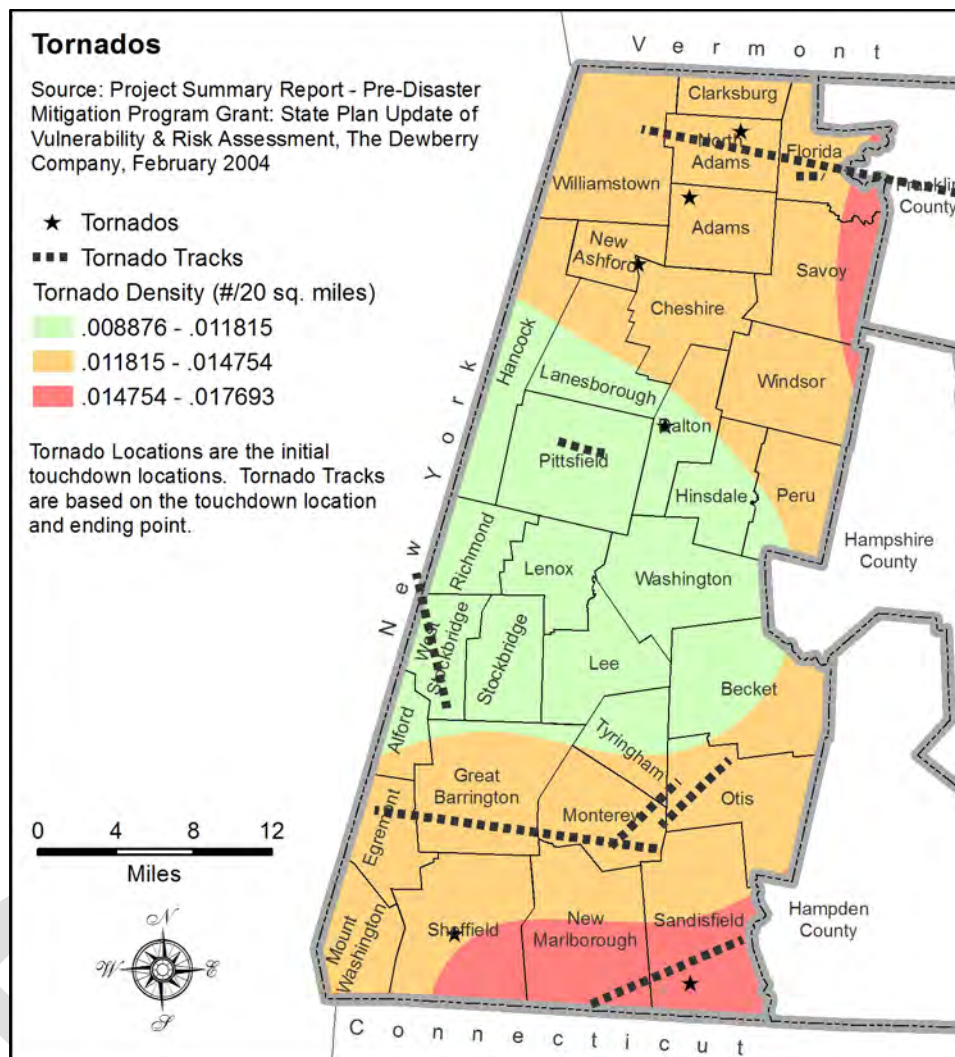 Tornados
Source: Project Summary Report - Pre-Disaster
Mitigation Program Grant: State Plan Update of
Vulnerability & Risk Assessment, The Dewberry
Company, February 2004
Tornados
Tornado Tracks
Tornado Density (#/20 sq. miles)
.008876 - .011815
.011815 - .014754
.014754 - .017693
Tornado Locations are the initial
touchdown locations. Tornado Tracks
are based on the touchdown location
and ending point.
0 4 8 12
Miles
N
W E
S
Vermont
New York
Connecticut
Clarksburg
North
Adams
Florida
Williamstown
Franklin
County
Adams
New
Ashford
Savoy
Cheshire
Hancock
Lanesborough
Windsor
Dalton
Pittsfield
Hinsdale
Peru
Hampshire
County
Richmond
Lenox
Washington
West
Stockbridge
Stockbridge
Lee
Becket
Alford
Tyringham
Great
Barrington
Otis
Monterey
Egremont
Mount
Washington
Sheffield
New
Marlborough
Sandisfield
Hampden
County